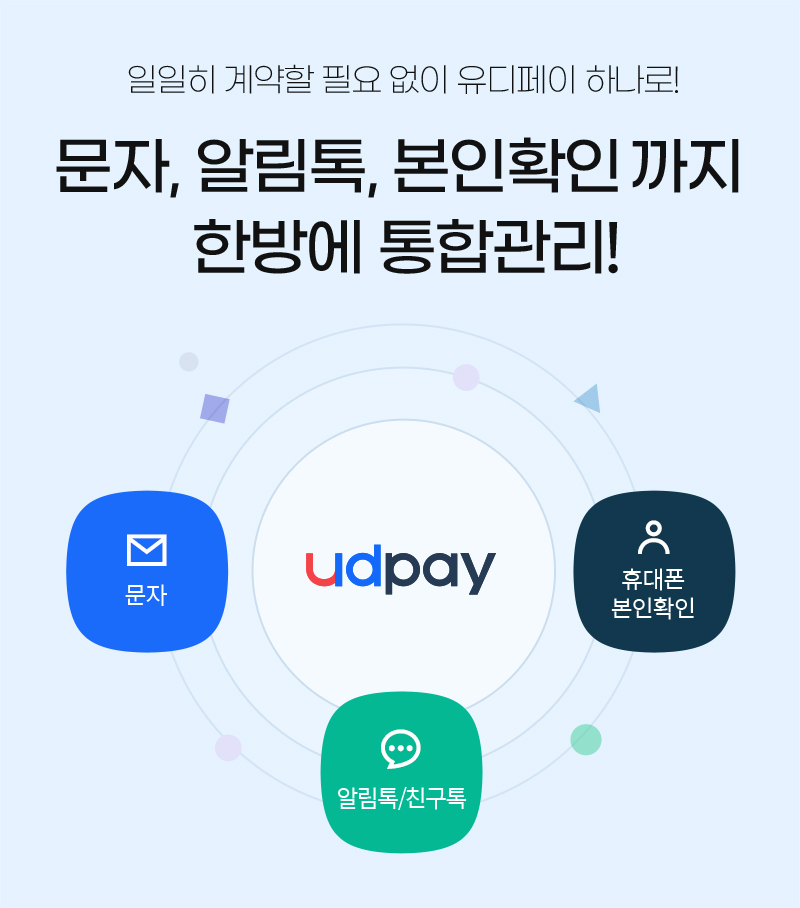 일일히 계약할 필요 없이 유디페이 하나로!
문자, 알림톡, 본인확인 까지
한방에 통합관리!
udpay
문자
휴대폰
본인확인
알림톡/친구톡